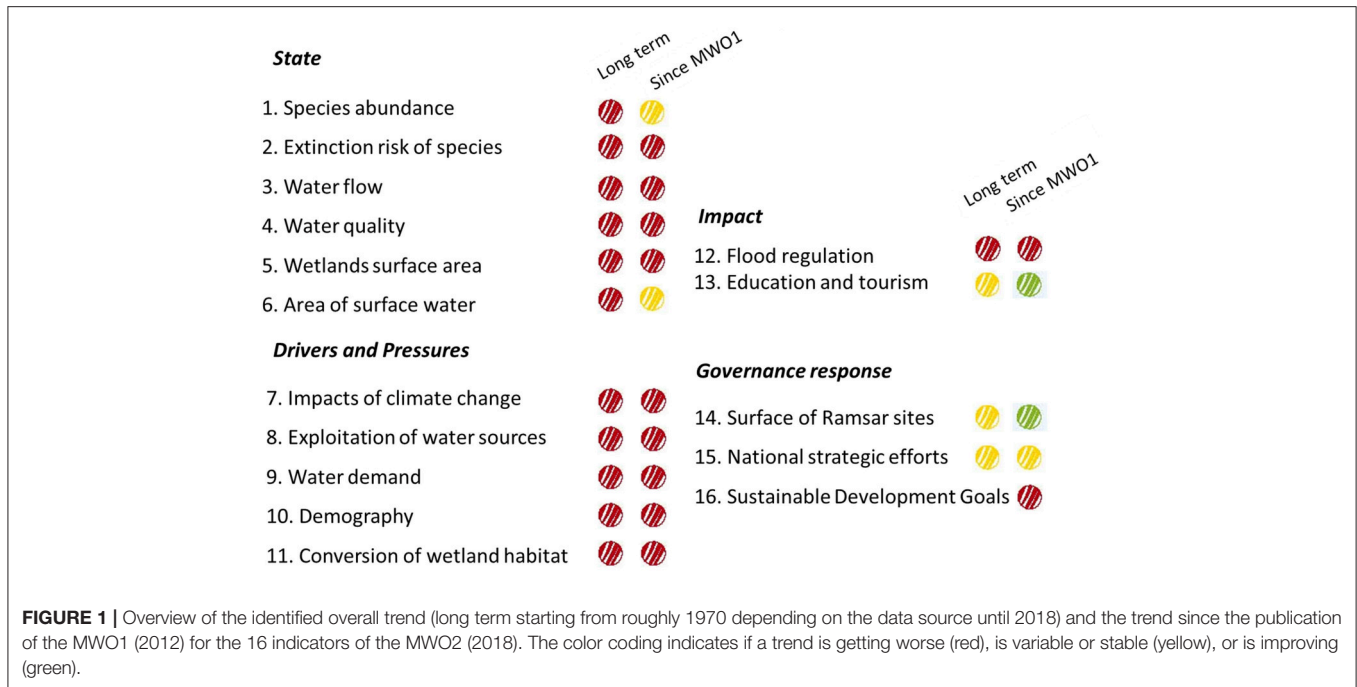 State
Long term
Since MWO1
1. Species abundance
2. Extinction risk of species
3. Water flow
4. Water quality
5. Wetlands surface area
6. Area of surface water
Drivers and Pressures
7. Impacts of climate change
8. Exploitation of water sources
9. Water demand
10. Demography
11. Conversion of wetland habitat
Long term
Since MWO1
Impact
12. Flood regulation
13. Education and tourism
Governance response
14. Surface of Ramsar sites
15. National strategic efforts
16. Sustainable Development Goals
FIGURE 1 | Overview of the identified overall trend (long term starting from roughly 1970 depending on the data source until 2018) and the trend since the publication
of the MWO1 (2012) for the 16 indicators of the MWO2 (2018). The color coding indicates if a trend is getting worse (red), is variable or stable (yellow), or is improving
(green).